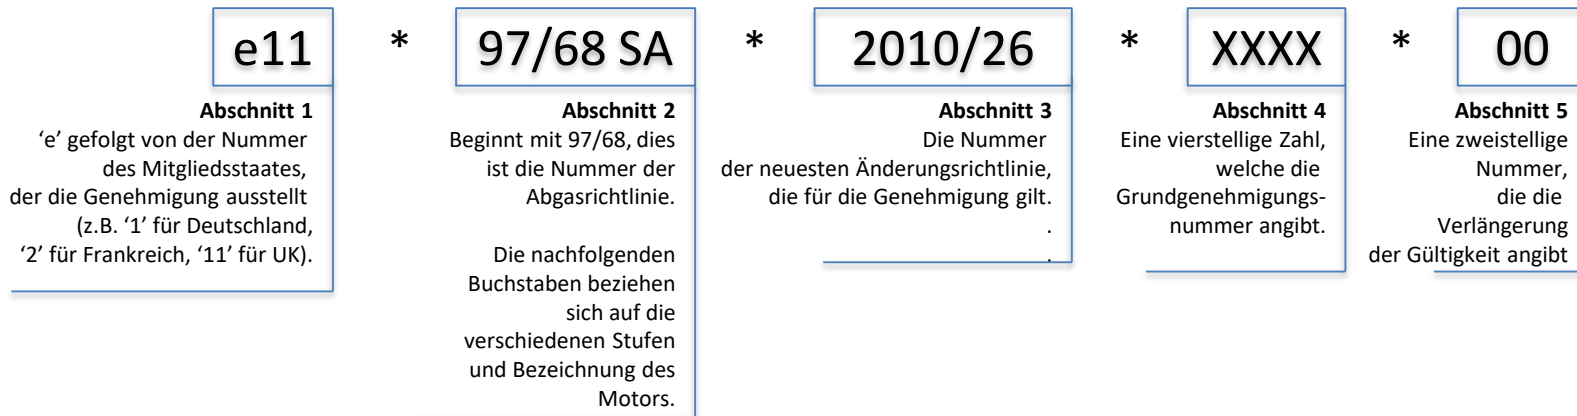 e11 * 97/68 SA * 2010/26 * XXXX * 00
Abschnitt 1
‘e’ gefolgt von der Nummer
des Mitgliedsstaates,
der die Genehmigung ausstellt
(z.B. ‘1’ für Deutschland,
‘2’ für Frankreich, ‘11’ für UK).
Abschnitt 2
Beginnt mit 97/68, dies
ist die Nummer der
Abgasrichtlinie.
Die nachfolgenden
Buchstaben beziehen
sich auf die
verschiedenen Stufen
und Bezeichnung des
Motors.
Abschnitt 3
Die Nummer
der neuesten Änderungsrichtlinie,
die für die Genehmigung gilt.
.
.
Abschnitt 4
Eine vierstellige Zahl,
welche die
Grundgenehmigungs-
nummer angibt.
Abschnitt 5
Eine zweistellige
Nummer,
die die
Verlängerung
der Gültigkeit angibt